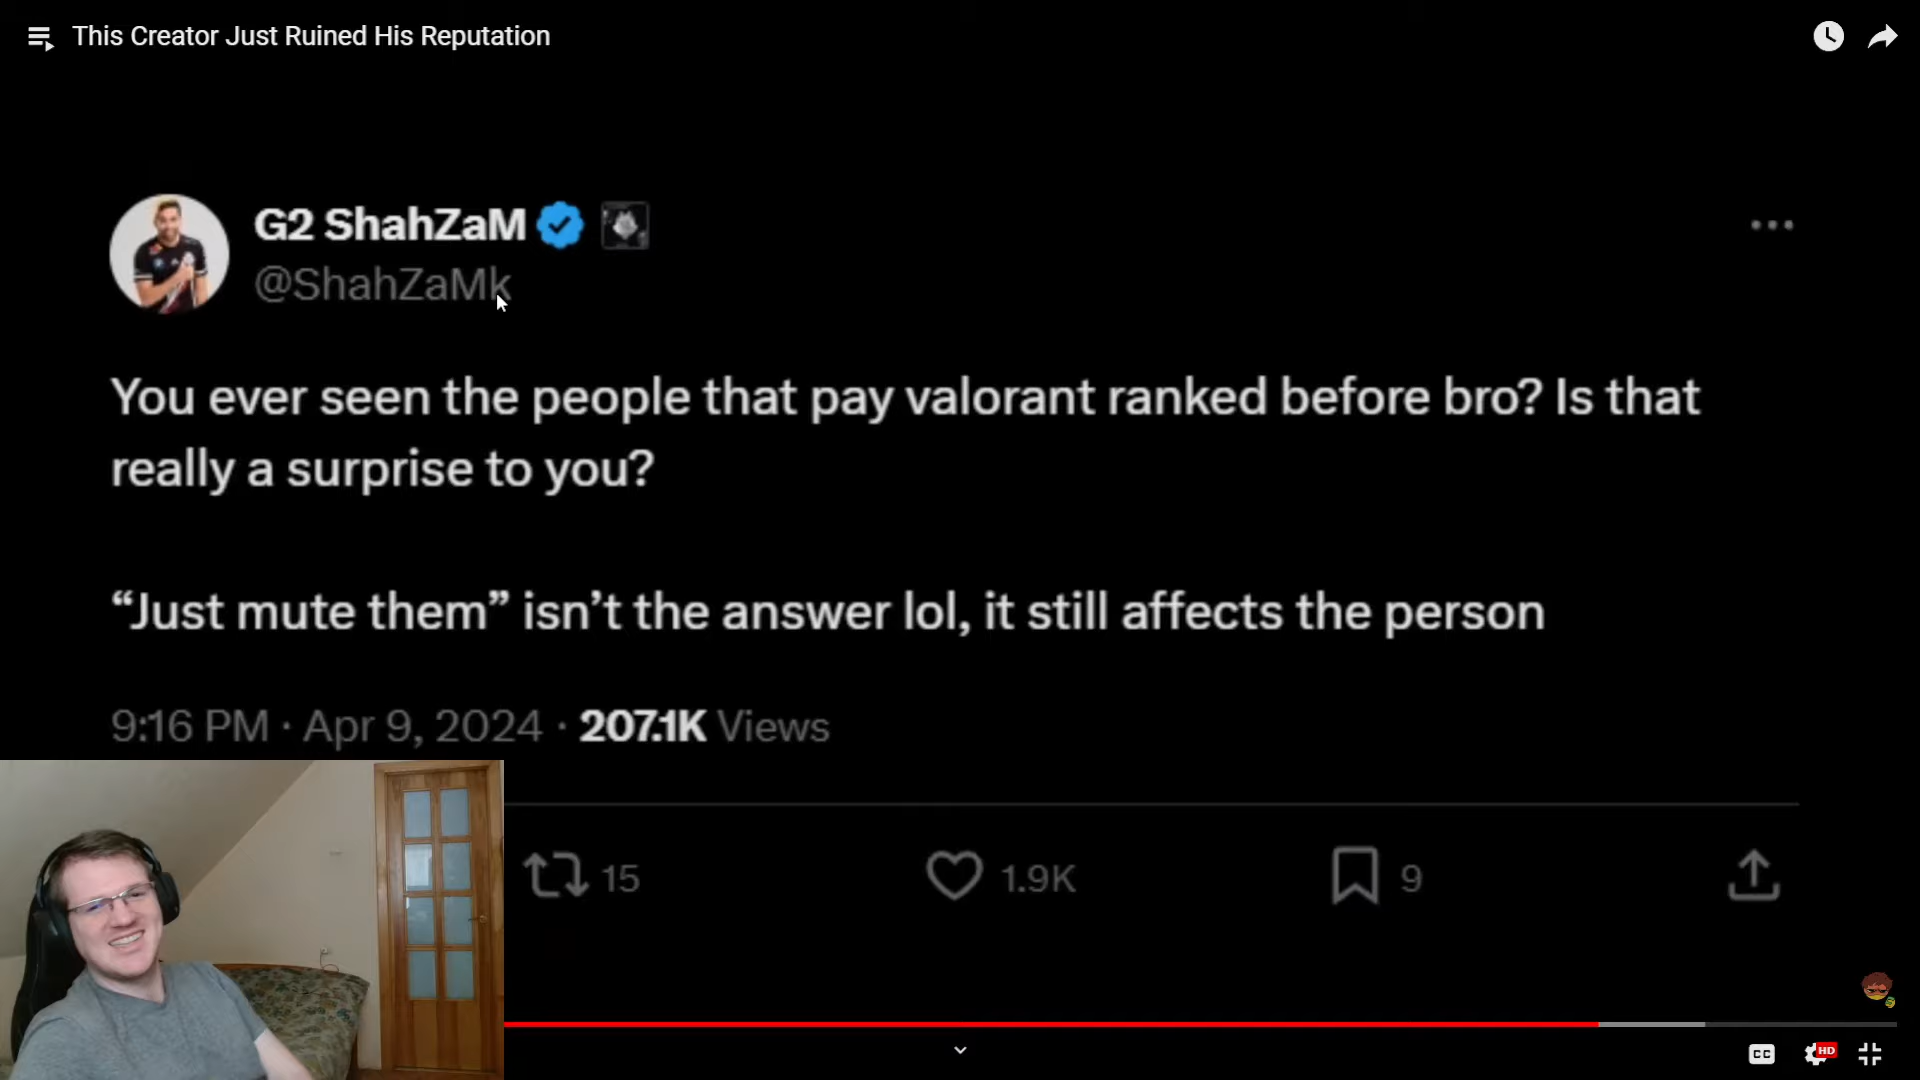 This Creator Just Ruined His Reputation
G2 ShahZaM
@ShahZaMk
You ever seen the people that pay valorant ranked before bro? Is that
really a surprise to you?
“Just mute them” isn’t the answer lol, it still affects the person
9:16 PM · Apr 9, 2024 · 207.1K Views
15 1.9K 9
CC HD